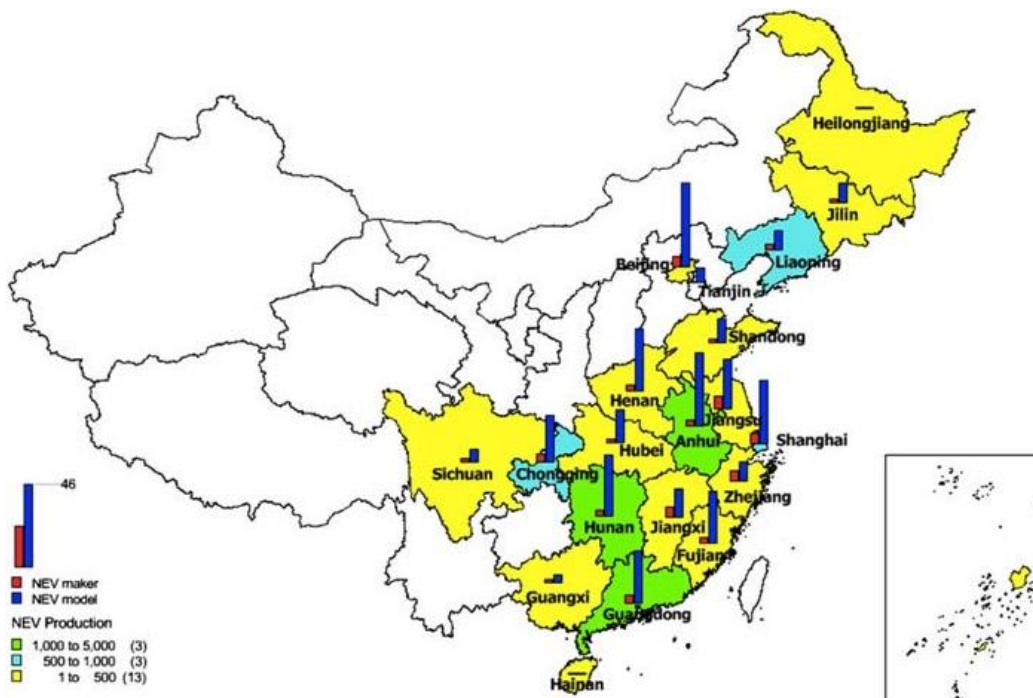 Heilongjiang
Jilin
Liaoning
Beijing
Tianjin
Shandong
Henan
Jiangsu
Anhui
Shanghai
Hubei
Sichuan
Chongqing
Zhejiang
Hunan
Jiangxi
Fujian
Guangxi
Guangdong
Hainan
46
NEV maker
NEV model
NEV Production
1,000 to 5,000 (3)
500 to 1,000 (3)
1 to 500 (13)